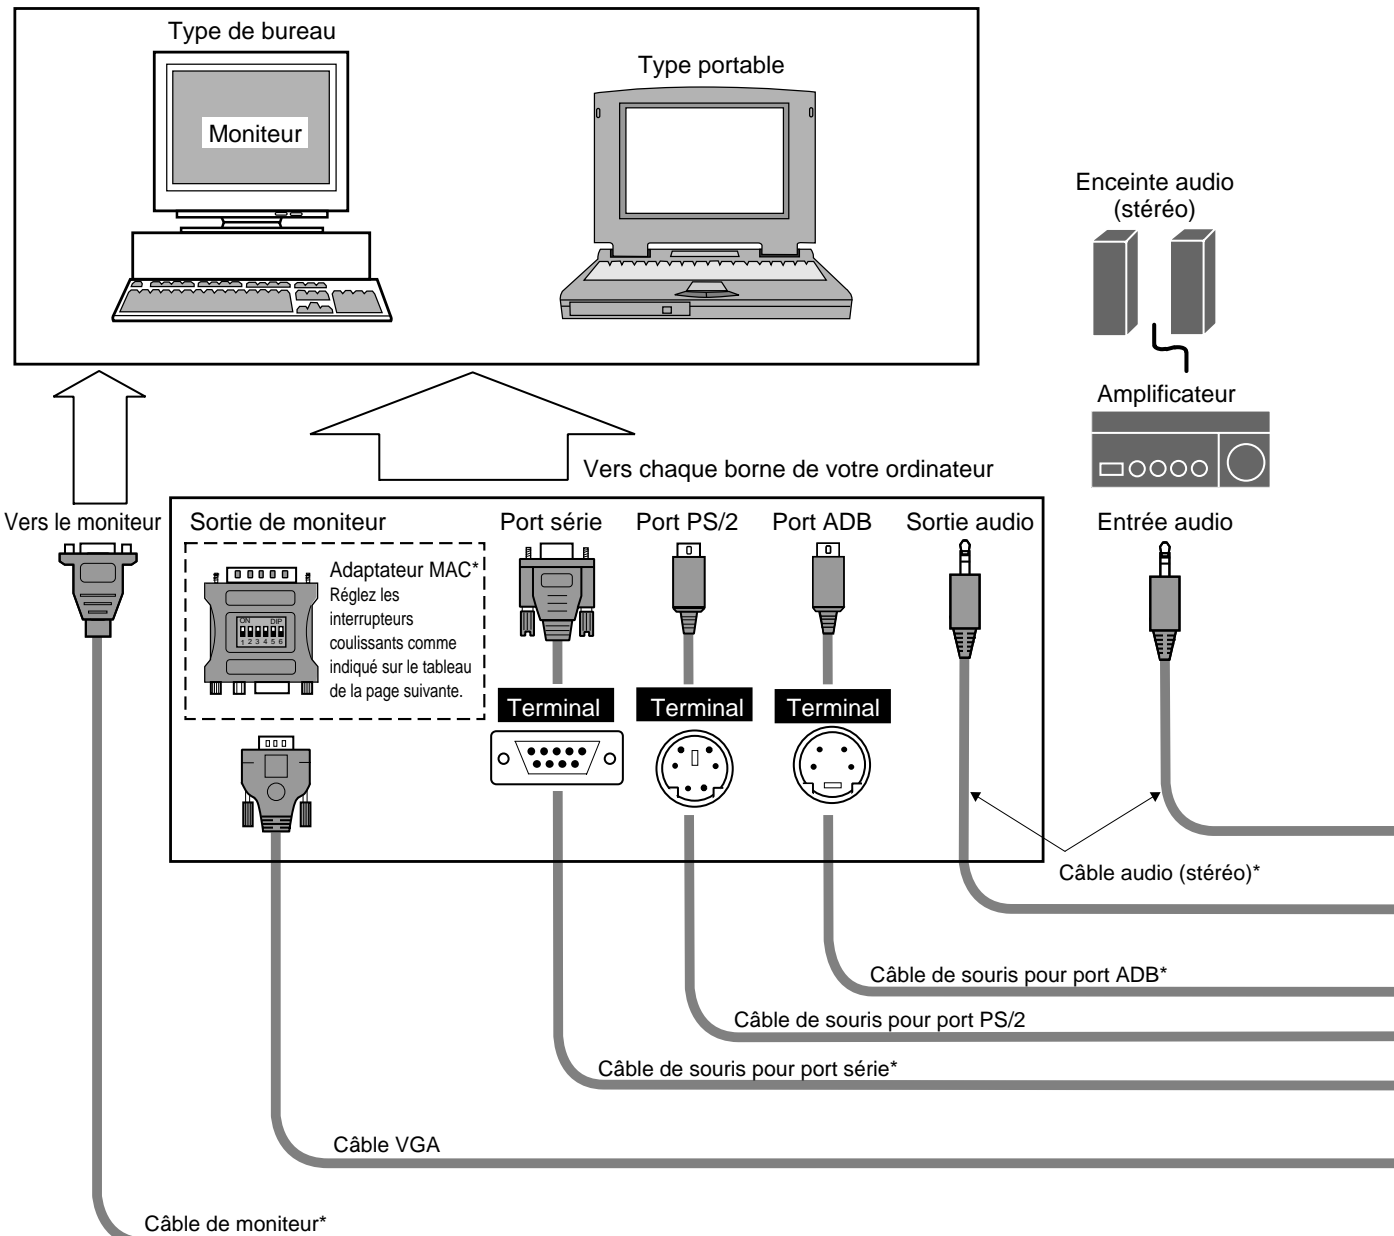 Type de bureau
Type portable
Moniteur
Enceinte audio
(stéréo)
Amplificateur
Vers chaque borne de votre ordinateur
Vers le moniteur
Sortie de moniteur
Port série
Port PS/2
Port ADB
Sortie audio
Entrée audio
Adaptateur MAC*
Réglez les
interrupteurs
coulissants comme
indiqué sur le tableau
de la page suivante.
ON DIP
1 2 3 4 5 6
Terminal
Terminal
Terminal
Câble audio (stéréo)*
Câble de souris pour port ADB*
Câble de souris pour port PS/2
Câble de souris pour port série*
Câble VGA
Câble de moniteur*